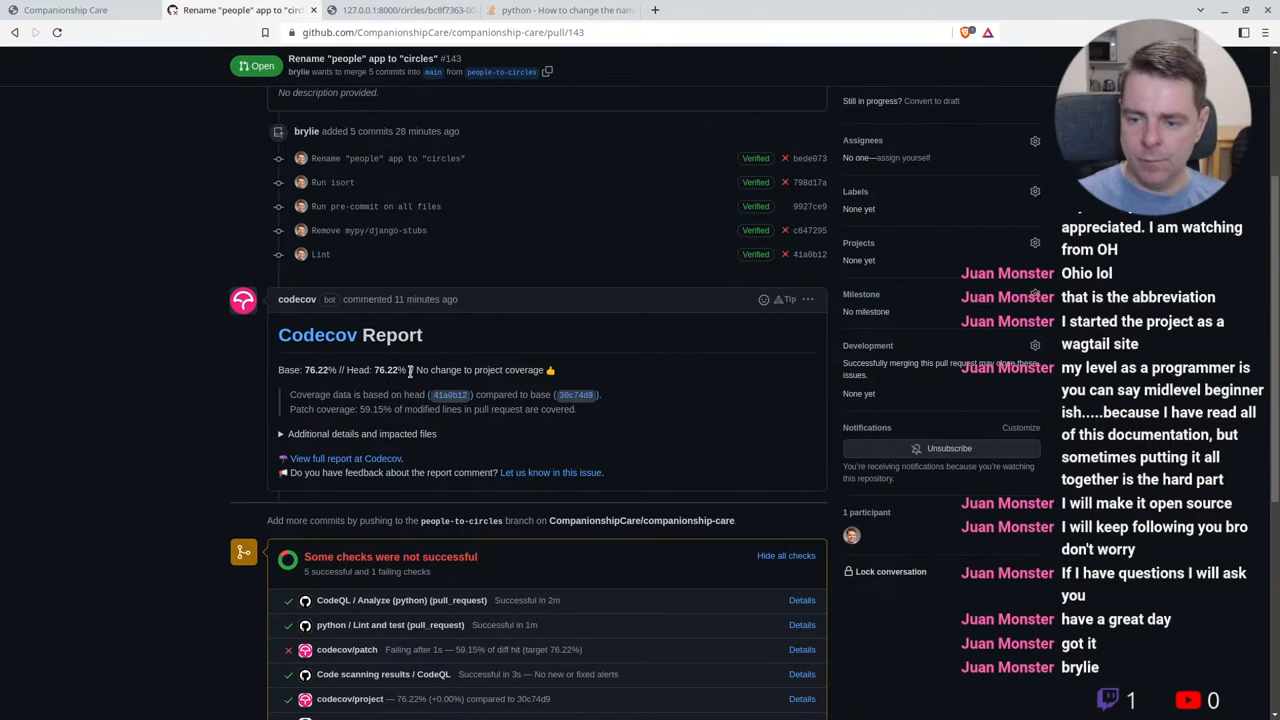 Companionship Care
Rename "people" app to "circ
127.0.0.1:8000/circles/bc8f7363-00
python - How to change the nam
github.com/CompanionshipCare/companionship-care/pull/143
Open
Rename "people" app to "circles" #143
brylie wants to merge 5 commits into main from people-to-circles
No description provided.
brylie added 5 commits 28 minutes ago
Rename "people" app to "circles" Verified bede073
Run isort Verified 798d17a
Run pre-commit on all files Verified 9927ce9
Remove mypy/django-stubs Verified c647295
Lint Verified 41a0b12
codecov bot commented 11 minutes ago Tip
Codecov Report
Base: 76.22% // Head: 76.22% // No change to project coverage 👍
Coverage data is based on head (41a0b12) compared to base (30c74d9).
Patch coverage: 59.15% of modified lines in pull request are covered.
Additional details and impacted files
View full report at Codecov.
Do you have feedback about the report comment? Let us know in this issue.
Add more commits by pushing to the people-to-circles branch on CompanionshipCare/companionship-care.
Some checks were not successful
Hide all checks
5 successful and 1 failing checks
CodeQL / Analyze (python) (pull_request) Successful in 2m Details
python / Lint and test (pull_request) Successful in 1m Details
codecov/patch Failing after 1s — 59.15% of diff hit (target 76.22%) Details
Code scanning results / CodeQL Successful in 3s — No new or fixed alerts Details
codecov/project — 76.22% (+0.00%) compared to 30c74d9 Details
Still in progress? Convert to draft
Assignees
No one—assign yourself
Labels
None yet
Projects
None yet
Milestone
No milestone
Development
Successfully merging this pull request may close these
issues.
None yet
Notifications
Customize
Unsubscribe
You're receiving notifications because you're watching
this repository.
1 participant
Lock conversation
appreciated. I am watching
from OH
Juan Monster Ohio lol
Juan Monster that is the abbreviation
Juan Monster I started the project as a
wagtail site
Juan Monster my level as a programmer is
you can say midlevel beginner
ish.....because I have read all
of this documentation, but
sometimes putting it all
together is the hard part
Juan Monster I will make it open source
Juan Monster I will keep following you bro
don't worry
Juan Monster If I have questions I will ask
you
Juan Monster have a great day
Juan Monster got it
Juan Monster brylie
1
0